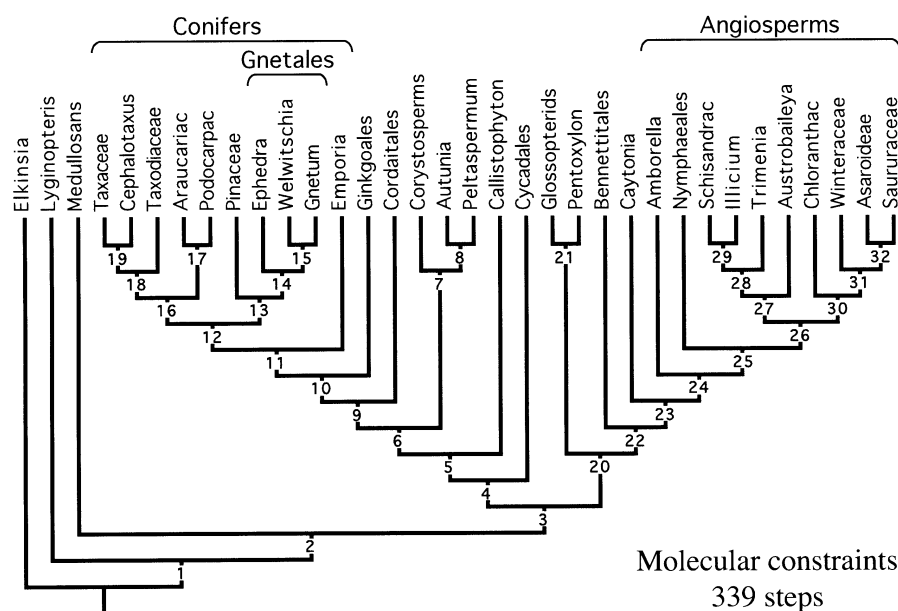 Conifers
Angiosperms
Gnetales
Elkinsia
Lyginopteris
Medullosans
Taxaceae
Cephalotaxus
Taxodiaceae
Araucariac
Podocarpac
Pinaceae
Ephedra
Welwitschia
Gnetum
Emporia
Ginkgoales
Cordaitales
Corystosperms
Autunia
Peltaspermum
Callistophyton
Cycadales
Glossopterids
Pentoxylon
Bennettitales
Caytonia
Amborella
Nymphaeales
Schisandrac
Illicium
Trimenia
Austrobaileya
Chloranthac
Winteraceae
Asaroideae
Saururaceae
19 17 15 8 21 29 32
18 14 7 28 31
16 13 27 30
12 26
11 25
10 24
9 23
6 22
5 20
4
3
2
1
Molecular constraints
339 steps